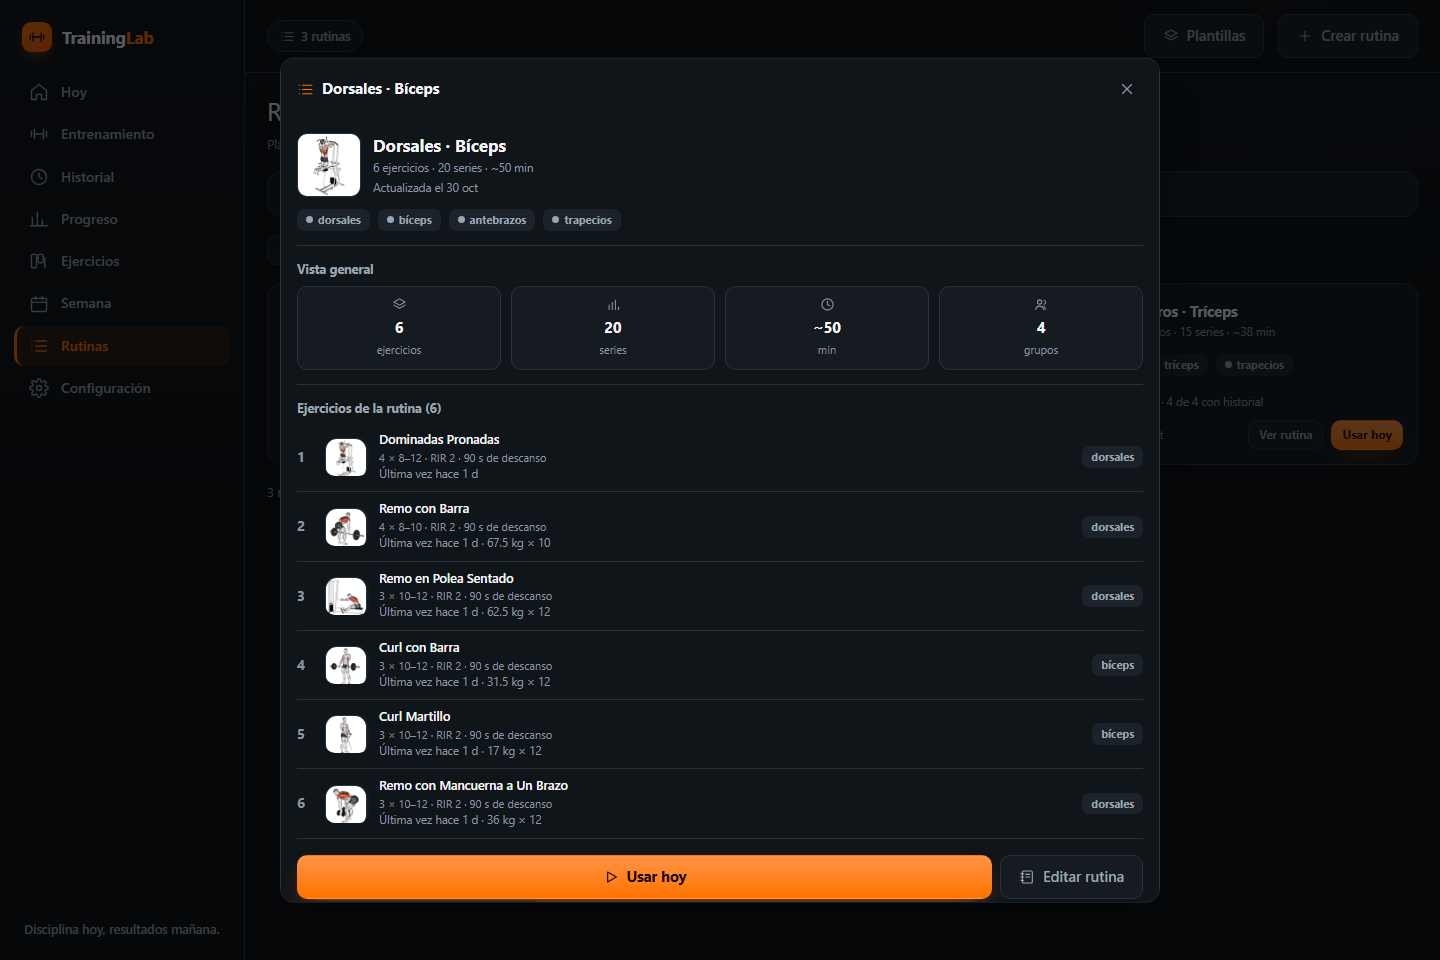 TrainingLab
Hoy
Entrenamiento
Historial
Progreso
Ejercicios
Semana
Rutinas
Configuración
Disciplina hoy, resultados mañana.
3 rutinas
Plantillas
Crear rutina
Dorsales · Bíceps
Dorsales · Bíceps
6 ejercicios · 20 series · ~50 min
Actualizada el 30 oct
dorsales
bíceps
antebrazos
trapecios
Vista general
6
ejercicios
20
series
~50
min
4
grupos
Ejercicios de la rutina (6)
1
Dominadas Pronadas
4 × 8–12 · RIR 2 · 90 s de descanso
Última vez hace 1 d
dorsales
2
Remo con Barra
4 × 8–10 · RIR 2 · 90 s de descanso
Última vez hace 1 d · 67.5 kg × 10
dorsales
3
Remo en Polea Sentado
3 × 10–12 · RIR 2 · 90 s de descanso
Última vez hace 1 d · 62.5 kg × 12
dorsales
4
Curl con Barra
3 × 10–12 · RIR 2 · 90 s de descanso
Última vez hace 1 d · 31.5 kg × 12
bíceps
5
Curl Martillo
3 × 10–12 · RIR 2 · 90 s de descanso
Última vez hace 1 d · 17 kg × 12
bíceps
6
Remo con Mancuerna a Un Brazo
3 × 10–12 · RIR 2 · 90 s de descanso
Última vez hace 1 d · 36 kg × 12
dorsales
Usar hoy
Editar rutina
· Tríceps
· 15 series · ~38 min
tríceps
trapecios
· 4 de 4 con historial
Ver rutina
Usar hoy